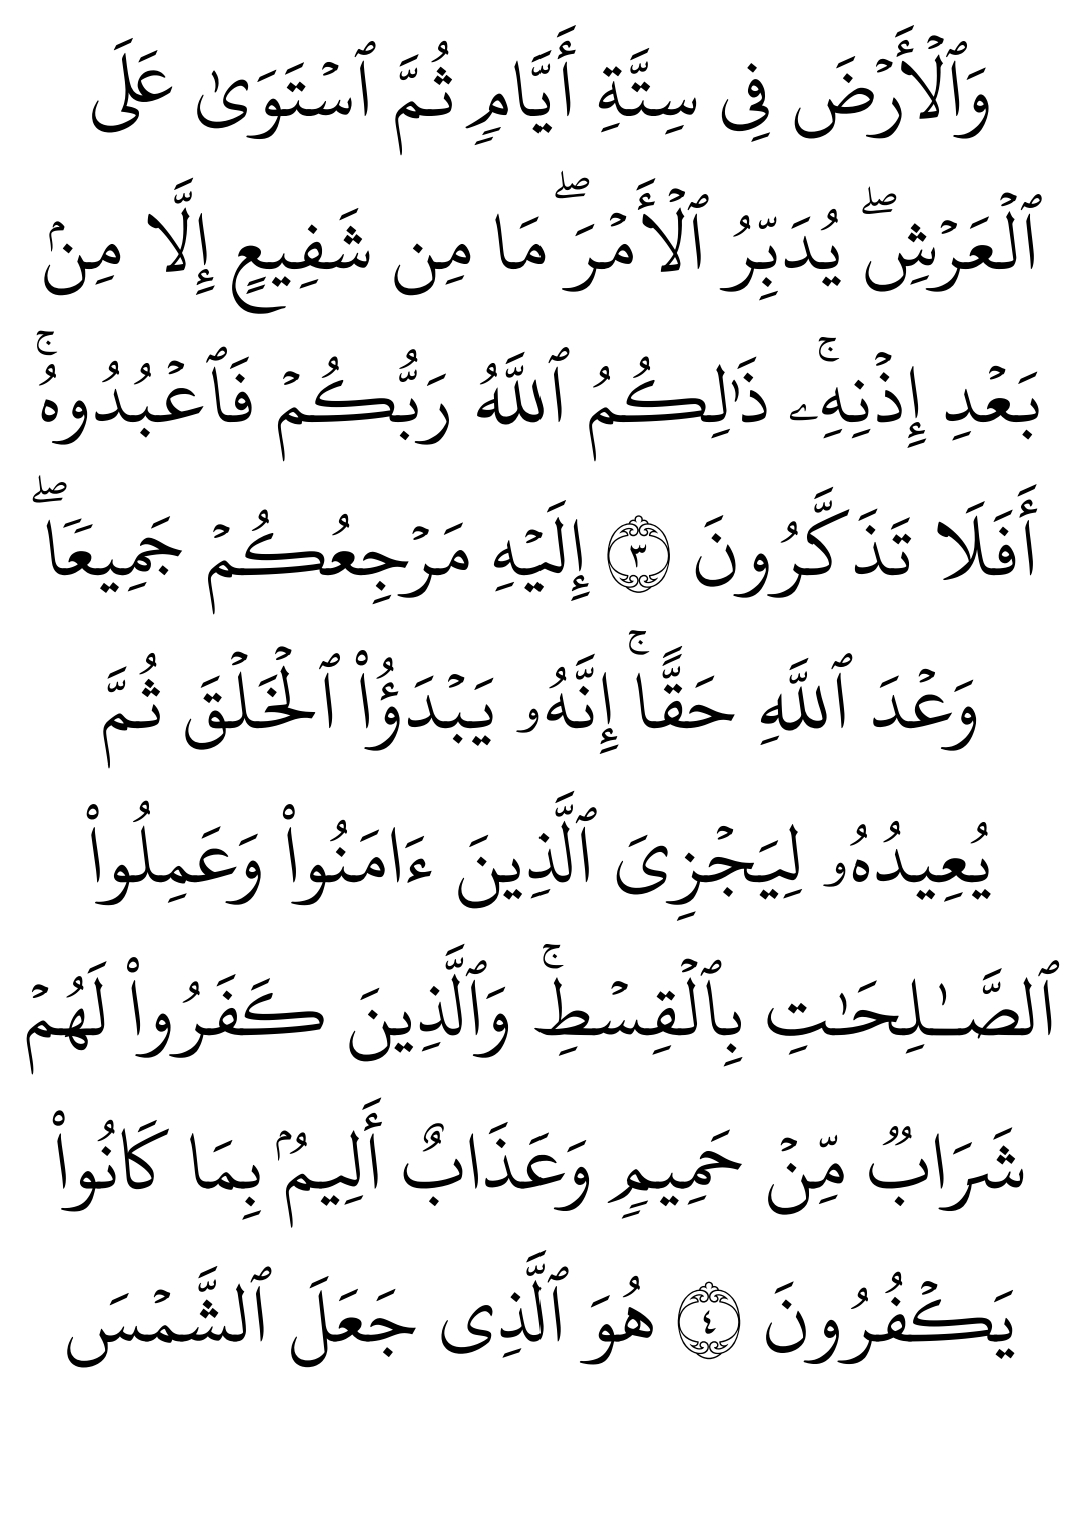 وَٱلۡأَرۡضَ فِى سِتَّةِ أَيَّامٖ ثُمَّ ٱسۡتَوَىٰ عَلَى
ٱلۡعَرۡشِۖ يُدَبِّرُ ٱلۡأَمۡرَۖ مَا مِن شَفِيعٍ إِلَّا مِنۢ
بَعۡدِ إِذۡنِهِۦۚ ذَٰلِكُمُ ٱللَّهُ رَبُّكُمۡ فَٱعۡبُدُوهُۚ
أَفَلَا تَذَكَّرُونَ ٣ إِلَيۡهِ مَرۡجِعُكُمۡ جَمِيعٗاۖ
وَعۡدَ ٱللَّهِ حَقًّاۚ إِنَّهُۥ يَبۡدَؤُاْ ٱلۡخَلۡقَ ثُمَّ
يُعِيدُهُۥ لِيَجۡزِىَ ٱلَّذِينَ ءَامَنُواْ وَعَمِلُواْ
ٱلصَّـٰلِحَـٰتِ بِٱلۡقِسۡطِۚ وَٱلَّذِينَ كَفَرُواْ لَهُمۡ
شَرَابٞ مِّنۡ حَمِيمٖ وَعَذَابٌ أَلِيمُۢ بِمَا كَانُواْ
يَكۡفُرُونَ ٤ هُوَ ٱلَّذِى جَعَلَ ٱلشَّمۡسَ